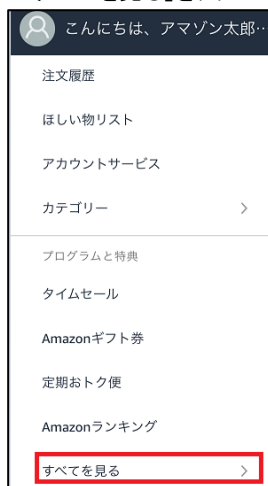 こんにちは、アマゾン太郎…
注文履歴
ほしい物リスト
アカウントサービス
カテゴリー
プログラムと特典
タイムセール
Amazonギフト券
定期おトク便
Amazonランキング
すべてを見る